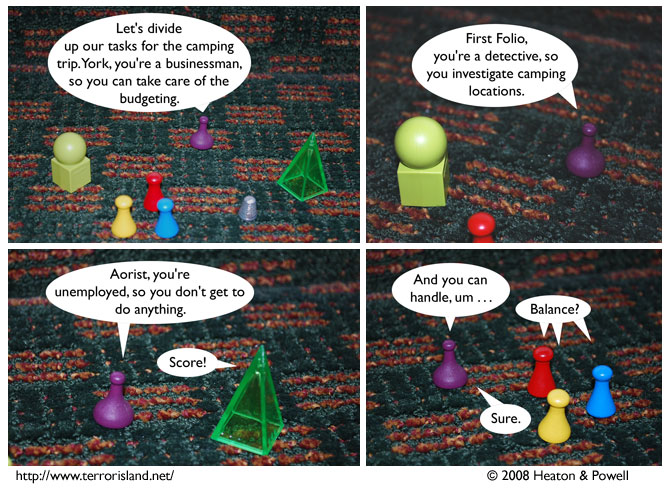 Let's divide
up our tasks for the camping
trip. York, you're a businessman,
so you can take care of the
budgeting.
First Folio,
you're a detective, so
you investigate camping
locations.
Aorist, you're
unemployed, so you don't get to
do anything.
Score!
And you can
handle, um . . .
Balance?
Sure.
http://www.terrorisland.net/
© 2008 Heaton & Powell